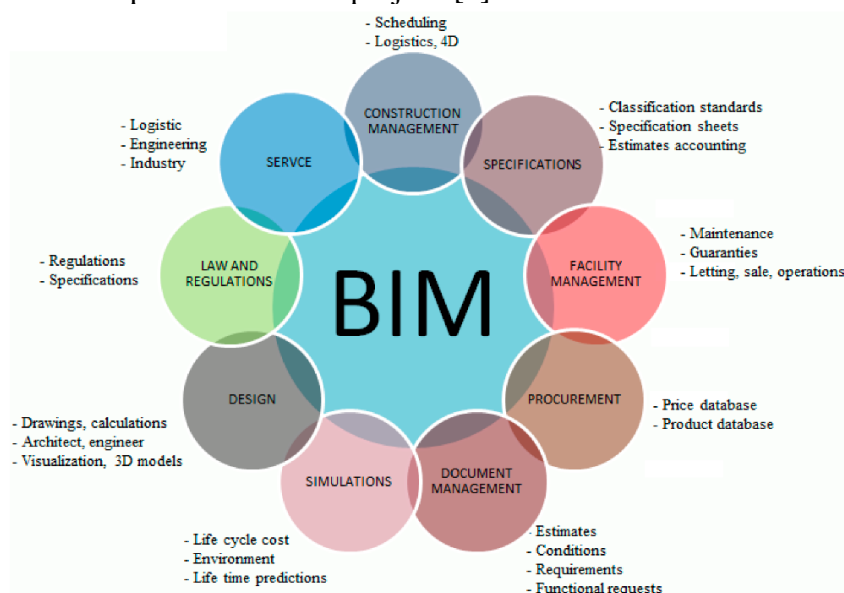 - Scheduling
- Logistics, 4D
CONSTRUCTION
MANAGEMENT
- Classification standards
- Specification sheets
- Estimates accounting
SPECIFICATIONS
- Maintenance
- Guaranties
- Letting, sale, operations
FACILITY
MANAGEMENT
PROCUREMENT
- Price database
- Product database
DOCUMENT
MANAGEMENT
- Estimates
- Conditions
- Requirements
- Functional requests
SIMULATIONS
- Life cycle cost
- Environment
- Life time predictions
DESIGN
- Drawings, calculations
- Architect, engineer
- Visualization, 3D models
LAW AND
REGULATIONS
- Regulations
- Specifications
SERVCE
- Logistic
- Engineering
- Industry
BIM